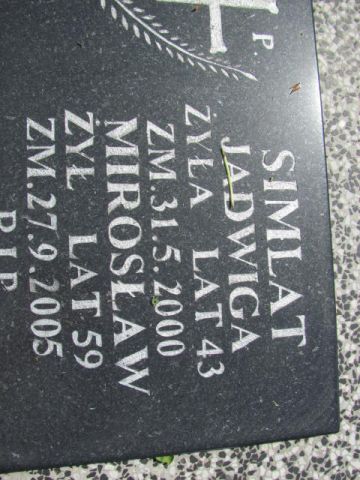 Ś. P.
SIMLAT
JADWIGA
ŻYŁA LAT 43
ZM.31.5.2000
MIROSŁAW
ŻYŁ LAT 59
ZM.27.9.2005
R.I.P.